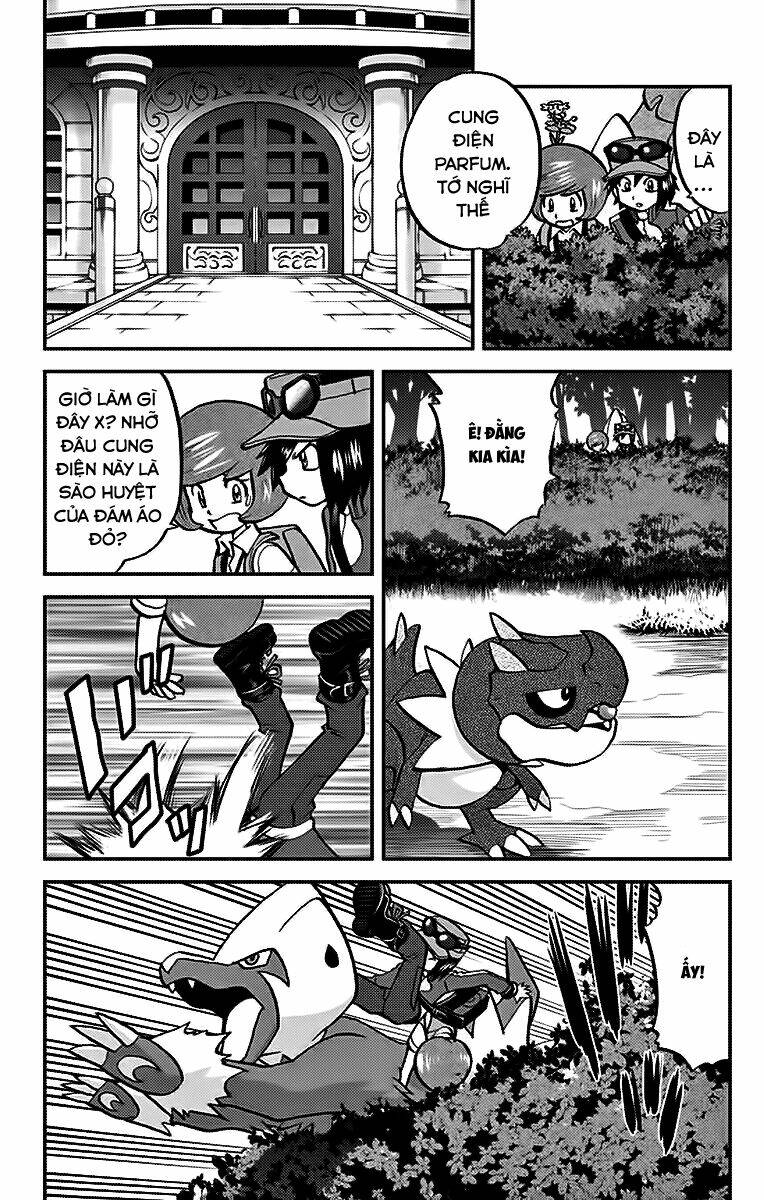 ĐÂY
LÀ
...
CUNG
ĐIỆN
PARFUM.
TỚ NGHĨ
THẾ
GIỜ LÀM GÌ
ĐÂY X? NHỠ
ĐÂU CUNG
ĐIỆN NÀY LÀ
SÀO HUYỆT
CỦA ĐÁM ÁO
ĐỎ?
Ê! ĐẰNG
KIA KÌA!
ẤY!